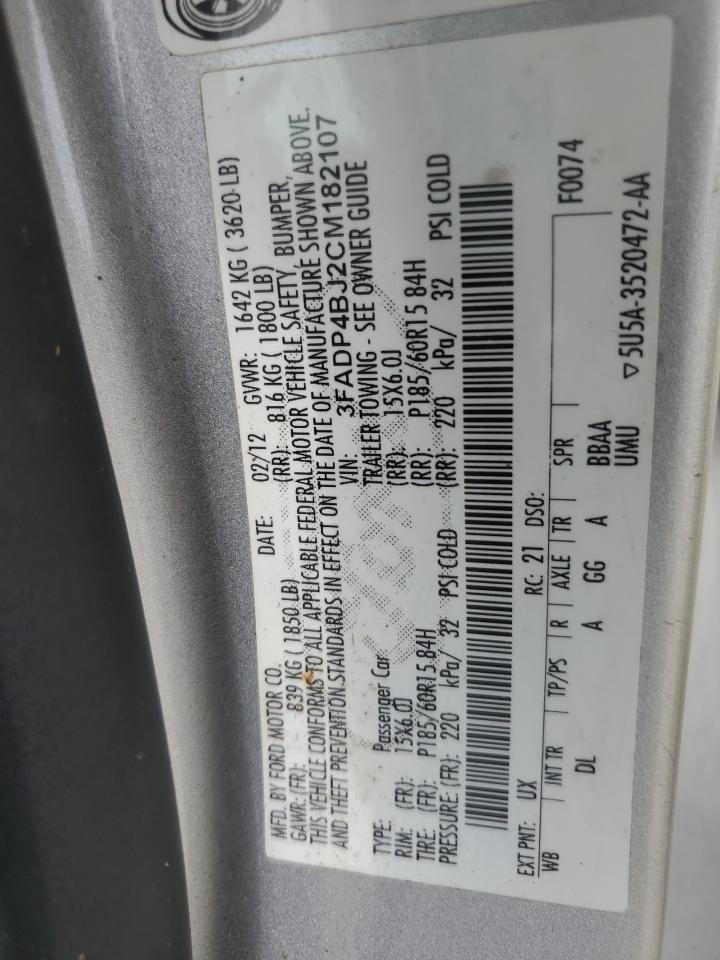 MFD. BY FORD MOTOR CO. DATE: 02/12 GVWR: 1642 KG ( 3620 LB)
GAWR: (FR): 839 KG ( 1850 LB) (RR): 816 KG ( 1800 LB)
THIS VEHICLE CONFORMS TO ALL APPLICABLE FEDERAL MOTOR VEHICLE SAFETY, BUMPER,
AND THEFT PREVENTION STANDARDS IN EFFECT ON THE DATE OF MANUFACTURE SHOWN ABOVE.
VIN: 3FADP4BJ2CM182107
TYPE: Passenger Car TRAILER TOWING - SEE OWNER GUIDE
RIM: (FR): 15X6.0J (RR): 15X6.0J
TIRE: (FR): P185/60R15 84H (RR): P185/60R15 84H
PRESSURE: (FR): 220 kPa/ 32 PSI COLD (RR): 220 kPa/ 32 PSI COLD
EXT PNT: UX RC: 21 DSO:
WB INT TR TP/PS R AXLE TR SPR F0074
DL A GG A BBAA
UMU
▽5U5A-3520472-AA